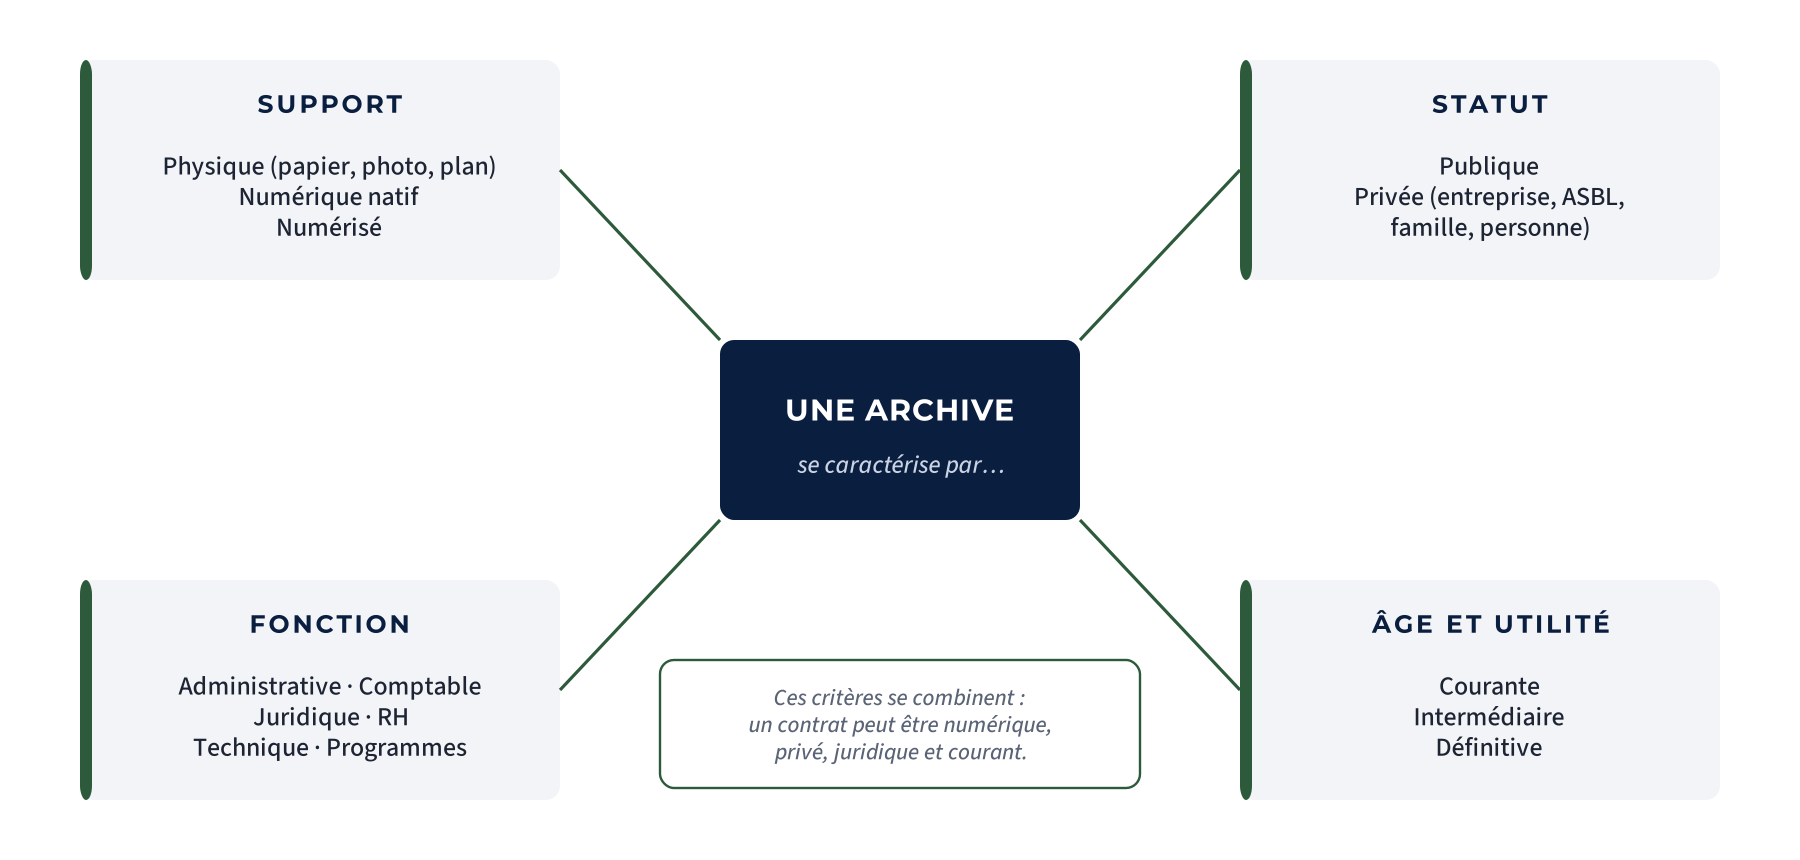 SUPPORT
Physique (papier, photo, plan)
Numérique natif
Numérisé
STATUT
Publique
Privée (entreprise, ASBL,
famille, personne)
UNE ARCHIVE
se caractérise par…
FONCTION
Administrative · Comptable
Juridique · RH
Technique · Programmes
Ces critères se combinent :
un contrat peut être numérique,
privé, juridique et courant.
ÂGE ET UTILITÉ
Courante
Intermédiaire
Définitive